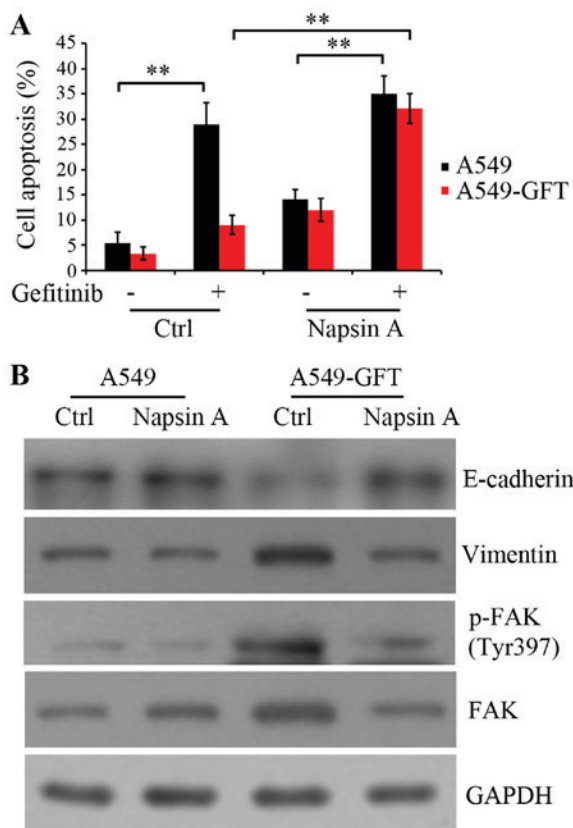 A
**
**
**
Cell apoptosis (%)
45
40
35
30
25
20
15
10
5
0
A549
A549-GFT
Gefitinib - + - +
Ctrl Napsin A
B
A549 A549-GFT
Ctrl Napsin A Ctrl Napsin A
E-cadherin
Vimentin
p-FAK
(Tyr397)
FAK
GAPDH